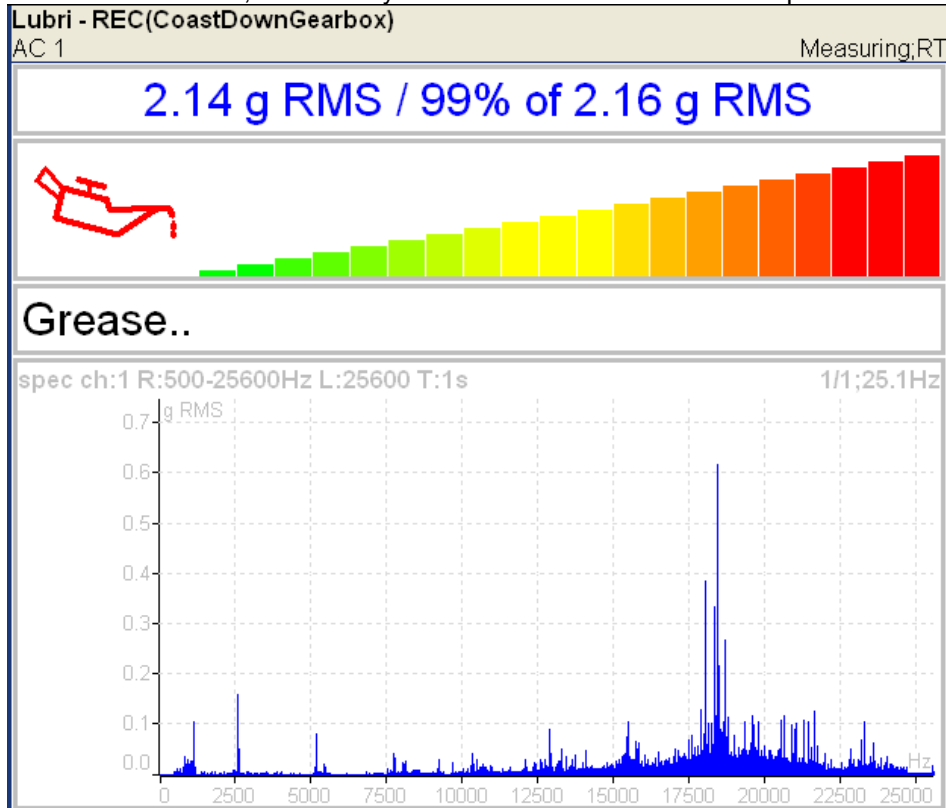 Lubri - REC(CoastDownGearbox)
AC 1 Measuring;RT
2.14 g RMS / 99% of 2.16 g RMS
Grease..
spec ch:1 R:500-25600Hz L:25600 T:1s 1/1;25.1Hz
g RMS
0.7
0.6
0.5
0.4
0.3
0.2
0.1
0.0
Hz
0 2500 5000 7500 10000 12500 15000 17500 20000 22500 25000